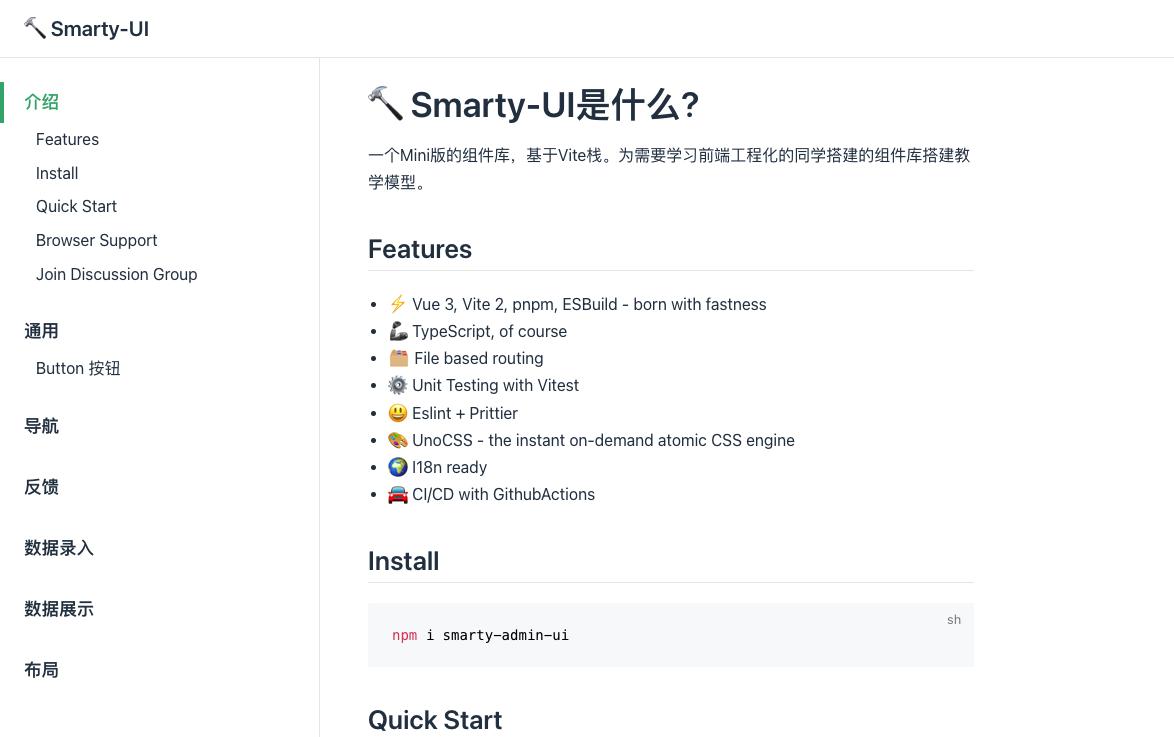 🔨 Smarty-UI
介绍
Features
Install
Quick Start
Browser Support
Join Discussion Group
通用
Button 按钮
导航
反馈
数据录入
数据展示
布局
🔨 Smarty-UI是什么?
一个Mini版的组件库，基于Vite栈。为需要学习前端工程化的同学搭建的组件库搭建教
学模型。
Features
• ⚡ Vue 3, Vite 2, pnpm, ESBuild - born with fastness
• 🦾 TypeScript, of course
• 🗂 File based routing
• ⚙️ Unit Testing with Vitest
• 😃 Eslint + Prittier
• 🎨 UnoCSS - the instant on-demand atomic CSS engine
• 🌍 I18n ready
• 🚘 CI/CD with GithubActions
Install
sh
npm i smarty-admin-ui
Quick Start